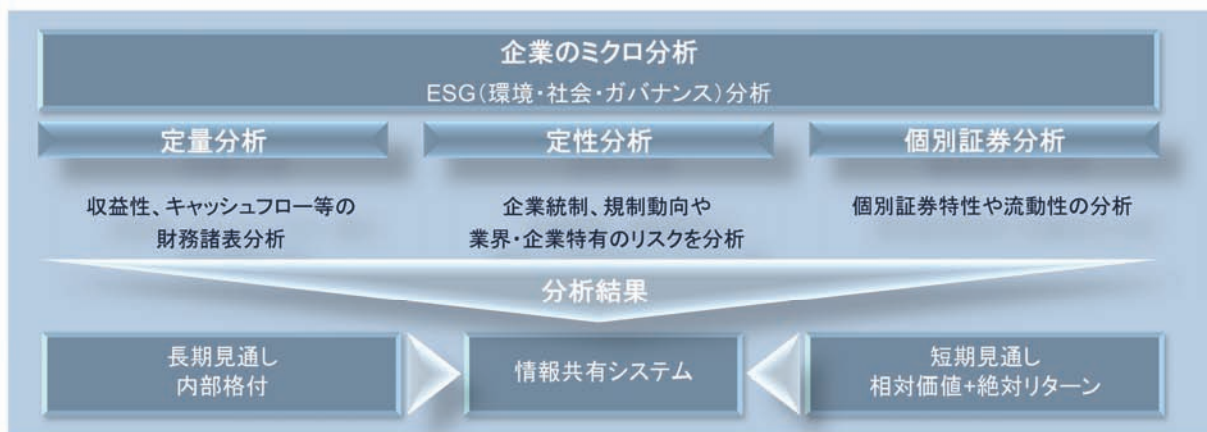 企業のミクロ分析
ESG(環境・社会・ガバナンス)分析
定量分析
収益性、キャッシュフロー等の
財務諸表分析
定性分析
企業統制、規制動向や
業界・企業特有のリスクを分析
個別証券分析
個別証券特性や流動性の分析
分析結果
長期見通し
内部格付
情報共有システム
短期見通し
相対価値+絶対リターン